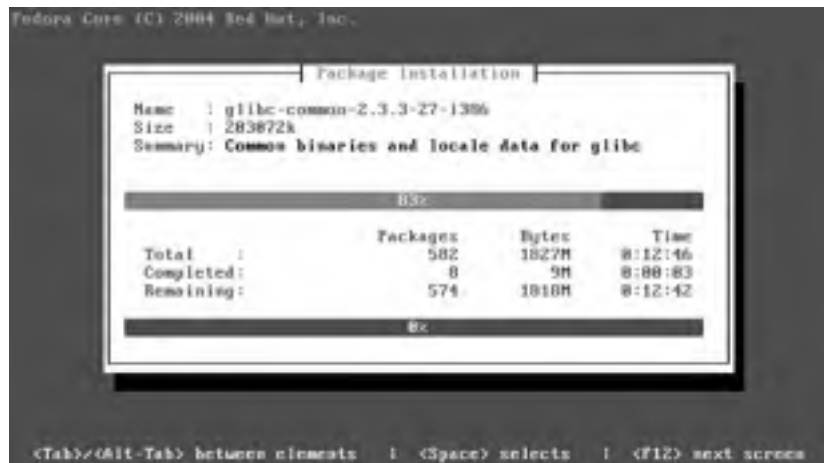 Fedora Core (C) 2004 Red Hat, Inc.
Package Installation
Name : glibc-common-2.3.3-27-i386
Size : 203072k
Summary: Common binaries and locale data for glibc
83%
Packages Bytes Time
Total : 582 1827M 0:12:46
Completed: 8 9M 0:00:03
Remaining: 574 1818M 0:12:42
0%
<Tab>/<Alt-Tab> between elements | <Space> selects | <F12> next screen